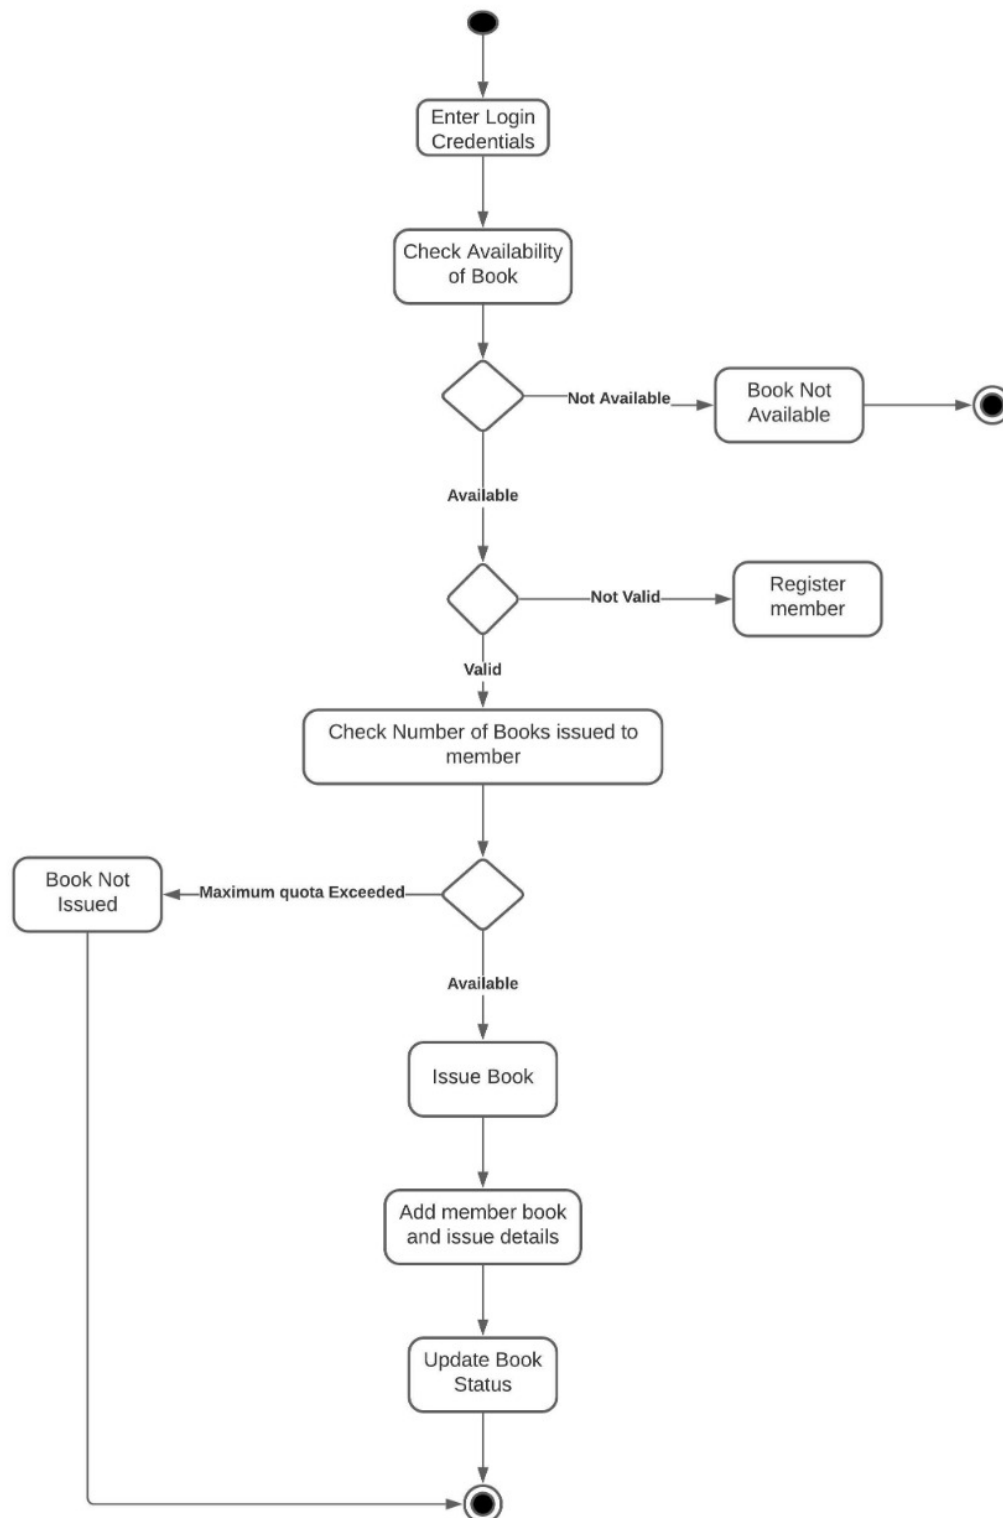 Enter Login
Credentials
Check Availability
of Book
Not Available
Book Not
Available
Available
Not Valid
Register
member
Valid
Check Number of Books issued to
member
Book Not
Issued
Maximum quota Exceeded
Available
Issue Book
Add member book
and issue details
Update Book
Status